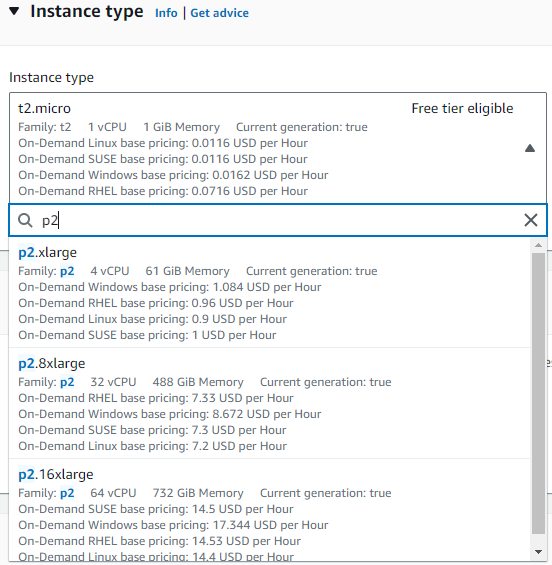 Instance type Info | Get advice
Instance type
t2.micro Free tier eligible
Family: t2 1 vCPU 1 GiB Memory Current generation: true
On-Demand Linux base pricing: 0.0116 USD per Hour
On-Demand SUSE base pricing: 0.0116 USD per Hour
On-Demand Windows base pricing: 0.0162 USD per Hour
On-Demand RHEL base pricing: 0.0716 USD per Hour
p2
p2.xlarge
Family: p2 4 vCPU 61 GiB Memory Current generation: true
On-Demand Windows base pricing: 1.084 USD per Hour
On-Demand RHEL base pricing: 0.96 USD per Hour
On-Demand Linux base pricing: 0.9 USD per Hour
On-Demand SUSE base pricing: 1 USD per Hour
p2.8xlarge
Family: p2 32 vCPU 488 GiB Memory Current generation: true
On-Demand RHEL base pricing: 7.33 USD per Hour
On-Demand Windows base pricing: 8.672 USD per Hour
On-Demand SUSE base pricing: 7.3 USD per Hour
On-Demand Linux base pricing: 7.2 USD per Hour
p2.16xlarge
Family: p2 64 vCPU 732 GiB Memory Current generation: true
On-Demand SUSE base pricing: 14.5 USD per Hour
On-Demand Windows base pricing: 17.344 USD per Hour
On-Demand RHEL base pricing: 14.53 USD per Hour
On-Demand Linux base pricing: 14.4 USD per Hour